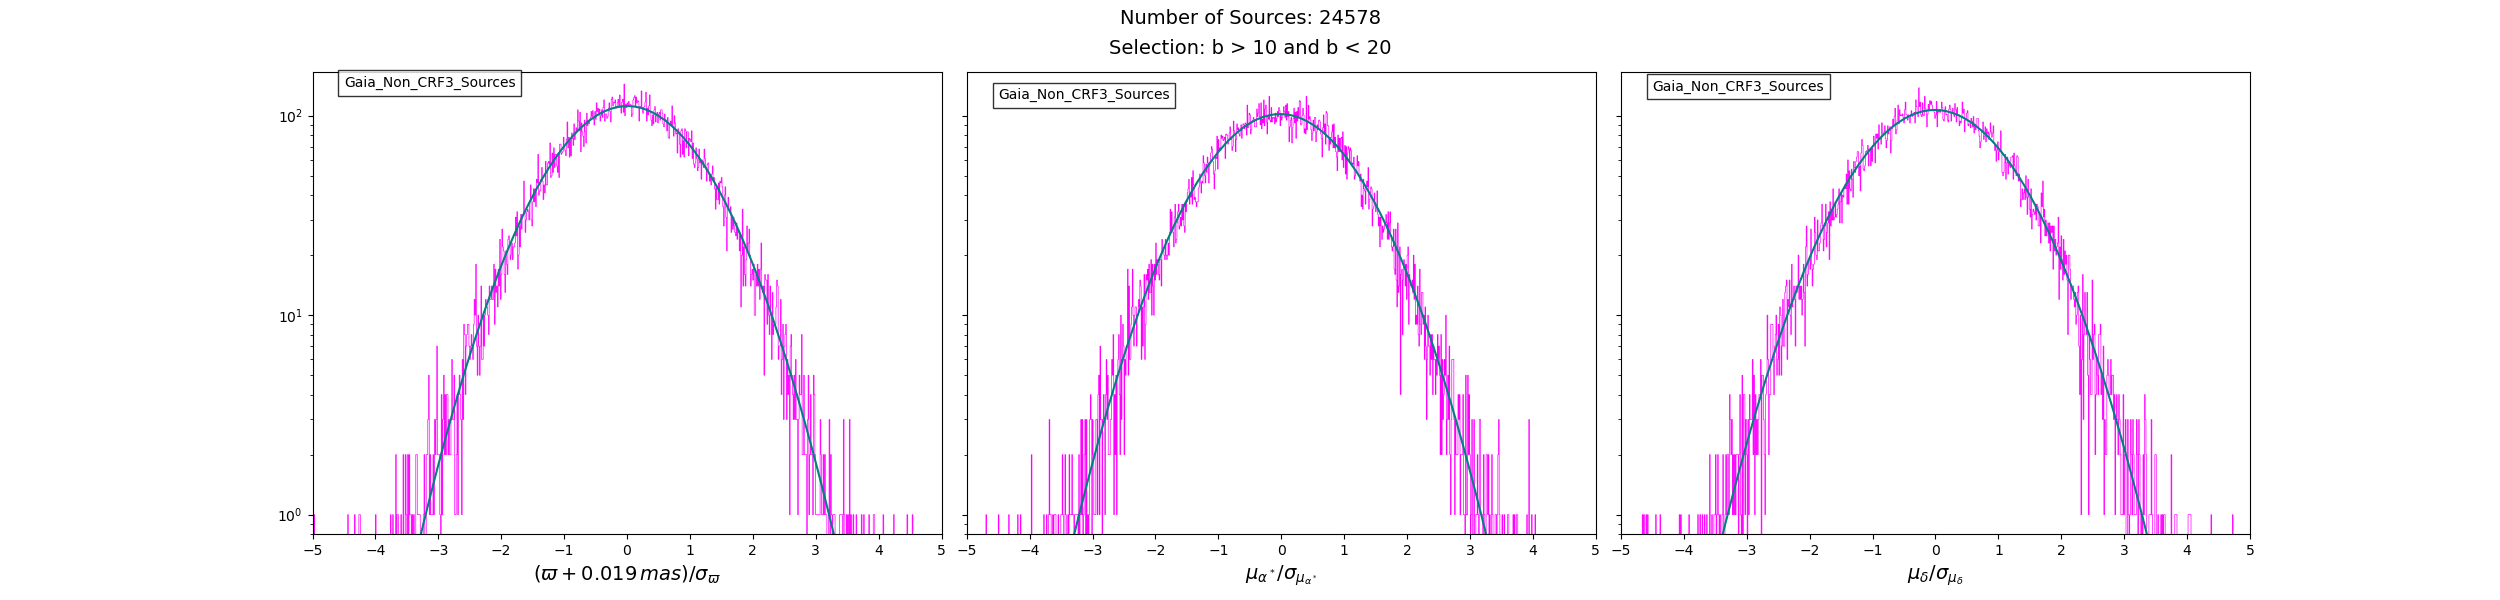 Number of Sources: 24578
Selection: b > 10 and b < 20
Gaia_Non_CRF3_Sources
Gaia_Non_CRF3_Sources
Gaia_Non_CRF3_Sources
10²
10¹
10⁰
−5 −4 −3 −2 −1 0 1 2 3 4 5
−5 −4 −3 −2 −1 0 1 2 3 4 5
−5 −4 −3 −2 −1 0 1 2 3 4 5
(ϖ + 0.019 mas)/σ_ϖ
μ_α*/σ_μ_α*
μ_δ/σ_μ_δ